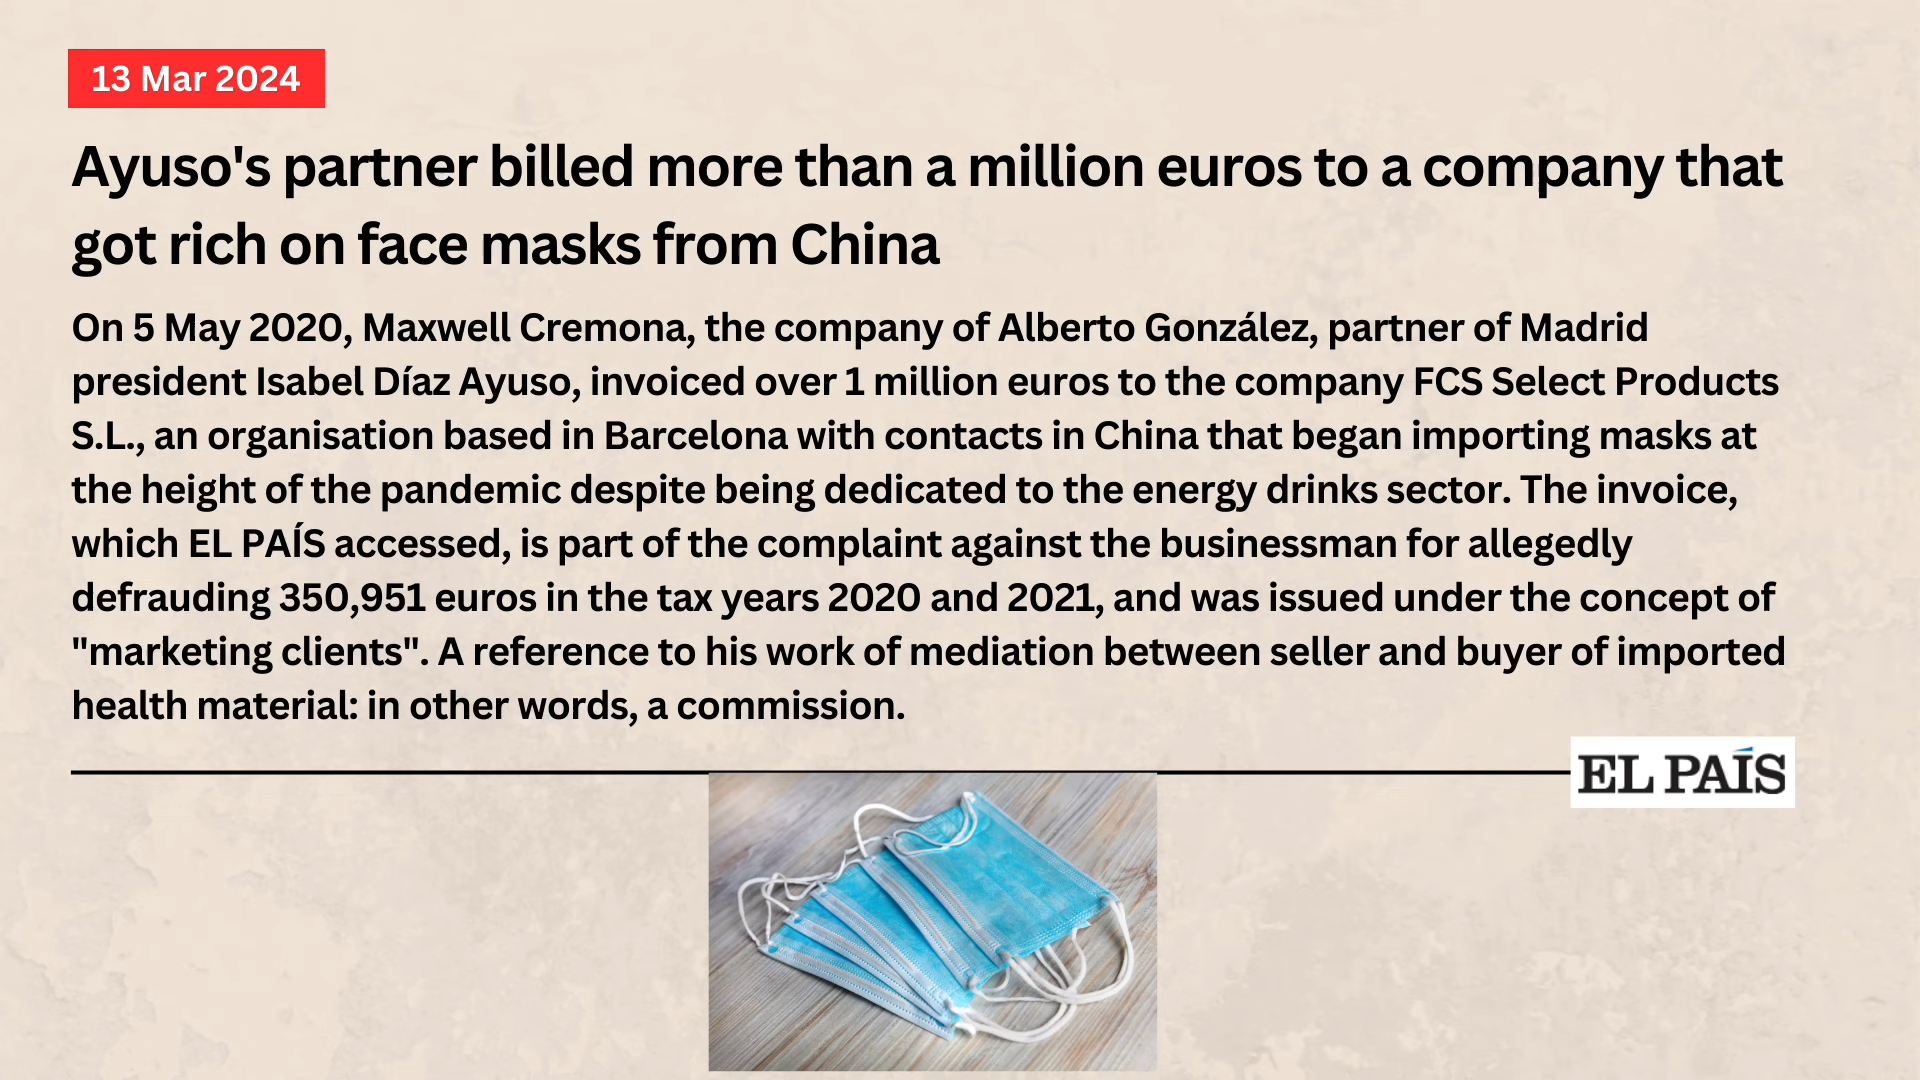 13 Mar 2024
Ayuso's partner billed more than a million euros to a company that
got rich on face masks from China
On 5 May 2020, Maxwell Cremona, the company of Alberto González, partner of Madrid
president Isabel Díaz Ayuso, invoiced over 1 million euros to the company FCS Select Products
S.L., an organisation based in Barcelona with contacts in China that began importing masks at
the height of the pandemic despite being dedicated to the energy drinks sector. The invoice,
which EL PAÍS accessed, is part of the complaint against the businessman for allegedly
defrauding 350,951 euros in the tax years 2020 and 2021, and was issued under the concept of
"marketing clients". A reference to his work of mediation between seller and buyer of imported
health material: in other words, a commission.
EL PAÍS